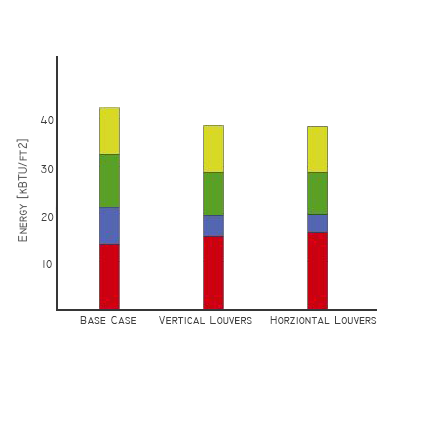 40
30
20
10
Energy [kBTU/ft2]
Base Case
Vertical Louvers
Horziontal Louvers